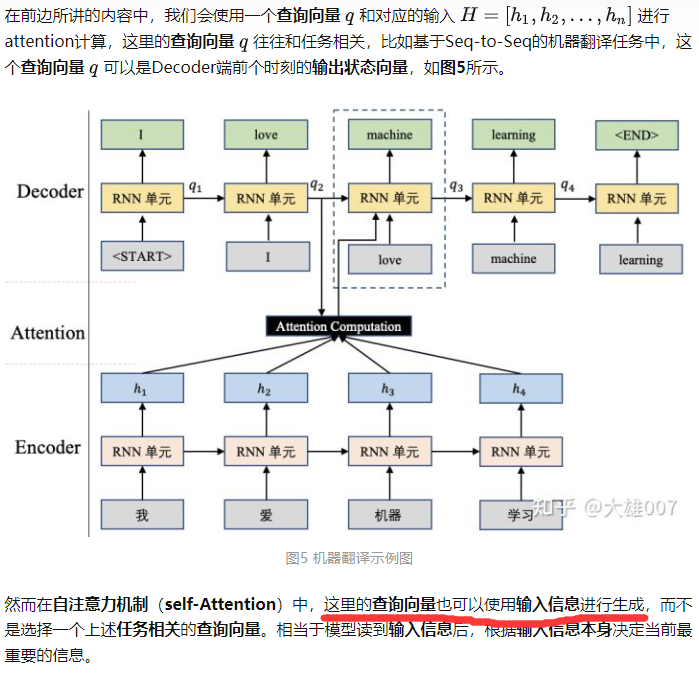 在前边所讲的内容中，我们会使用一个查询向量 q 和对应的输入 H = [h₁, h₂, . . . , hₙ] 进行
attention计算，这里的查询向量 q 往往和任务相关，比如基于Seq-to-Seq的机器翻译任务中，这
个查询向量 q 可以是Decoder端前个时刻的输出状态向量，如图5所示。
I love machine learning <END>
Decoder RNN 单元 q₁ RNN 单元 q₂ RNN 单元 q₃ RNN 单元 q₄ RNN 单元
<START> I love machine learning
Attention Attention Computation
h₁ h₂ h₃ h₄
Encoder RNN 单元 RNN 单元 RNN 单元 RNN 单元
我 爱 机器 学习
知乎 @大雄007
图5 机器翻译示例图
然而在自注意力机制（self-Attention）中，这里的查询向量也可以使用输入信息进行生成，而不
是选择一个上述任务相关的查询向量。相当于模型读到输入信息后，根据输入信息本身决定当前最
重要的信息。